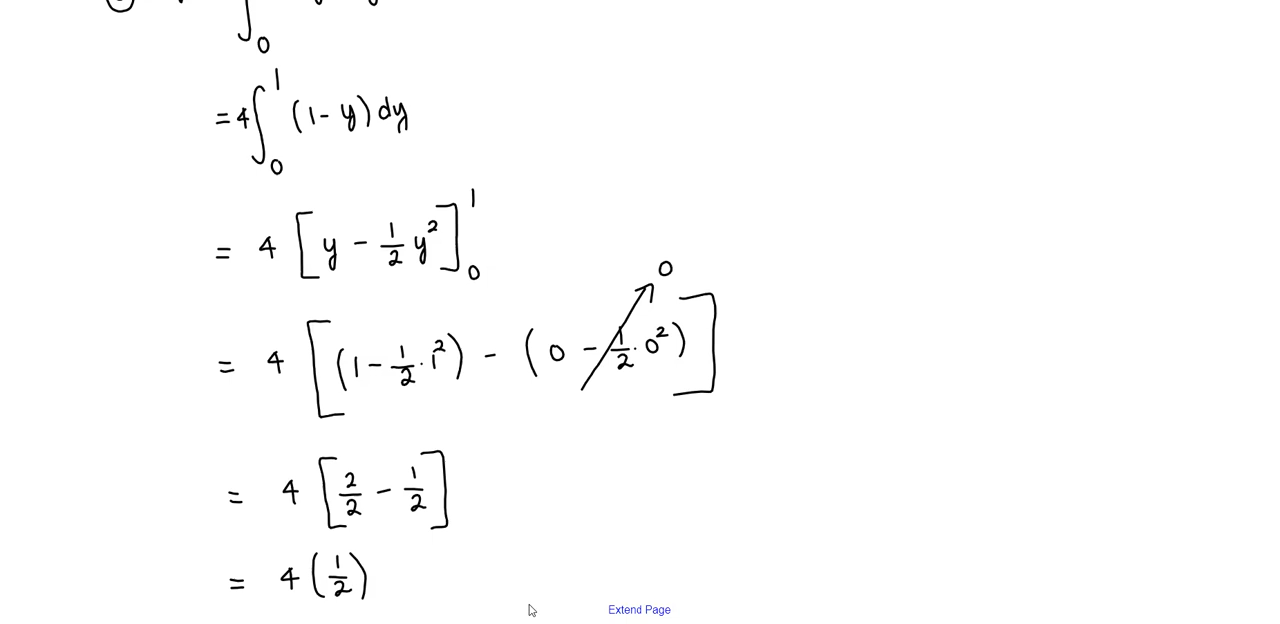 0
= 4∫₀¹ (1 - y) dy
= 4 [y - 1/2 y²]₀¹
0
= 4 [(1 - 1/2 · 1²) - (0 - 1/2 · 0²)]
= 4 [2/2 - 1/2]
= 4 (1/2)
Extend Page